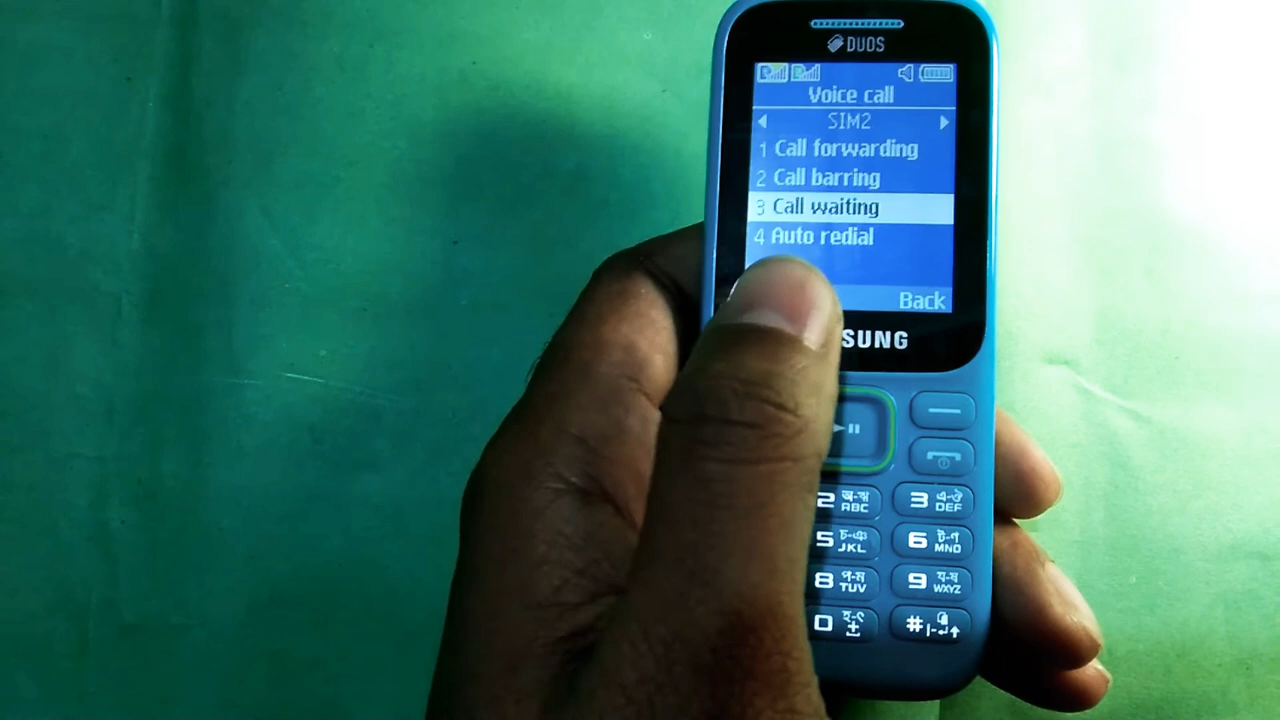 DUOS
Voice call
SIM2
1 Call forwarding
2 Call barring
3 Call waiting
4 Auto redial
Back
SUNG
2 ABC
3 DEF
5 JKL
6 MNO
8 TUV
9 WXYZ
0 +
#